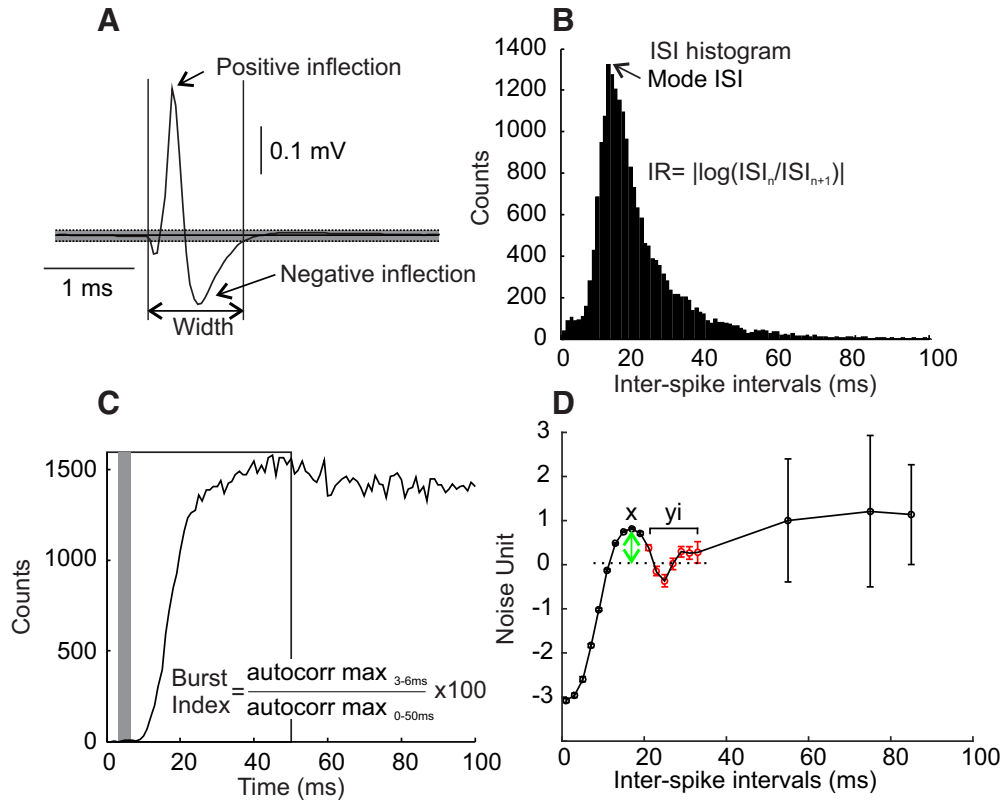 A
Positive inflection
0.1 mV
Negative inflection
1 ms
Width
B
1400
1200
1000
800
600
400
200
0
Counts
ISI histogram
Mode ISI
IR= |log(ISIn/ISIn+1)|
0 20 40 60 80 100
Inter-spike intervals (ms)
C
1500
1000
500
0
Counts
Burst Index = autocorr max 3-6ms / autocorr max 0-50ms x100
0 20 40 60 80 100
Time (ms)
D
3
2
1
0
-1
-2
-3
Noise Unit
x
yi
0 20 40 60 80 100
Inter-spike intervals (ms)